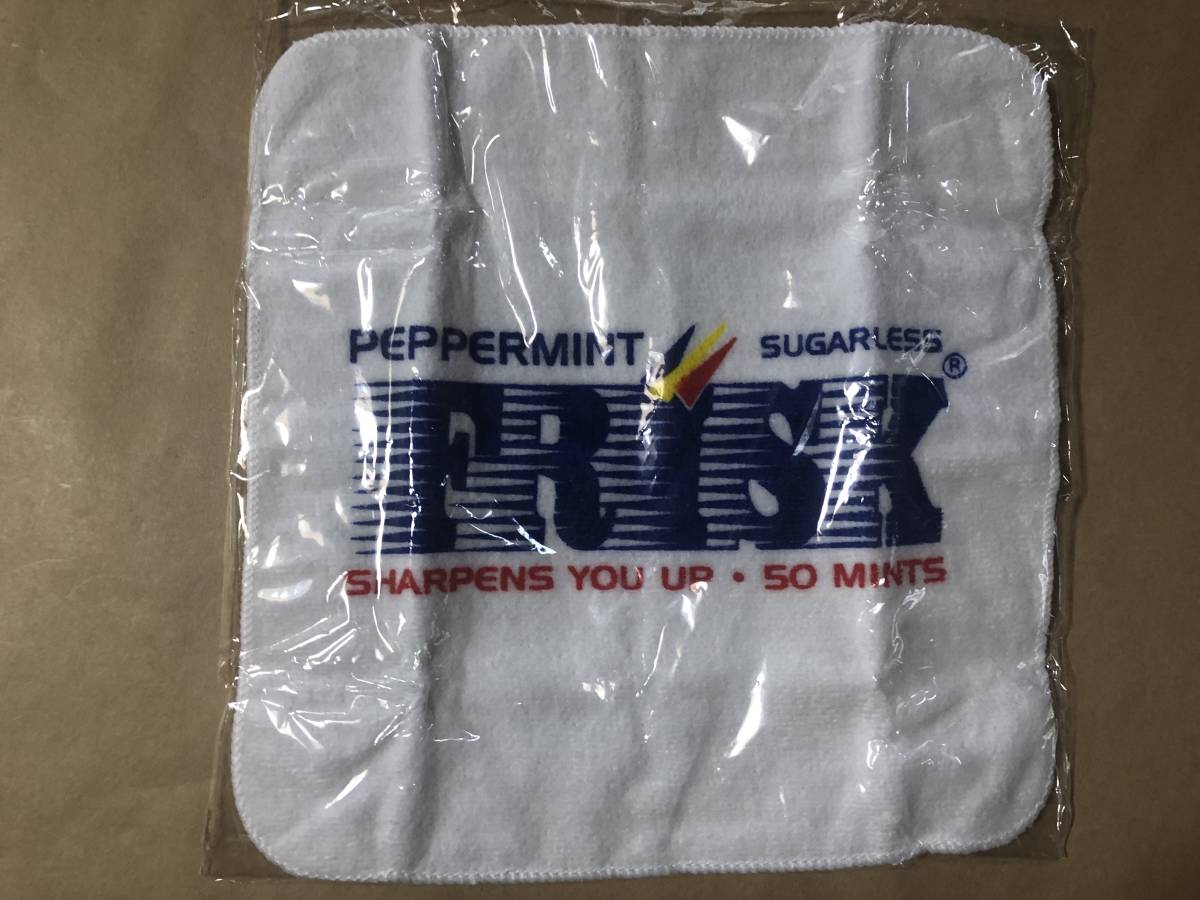 PEPPERMINT SUGARLESS
FRISK®
SHARPENS YOU UP • 50 MINTS